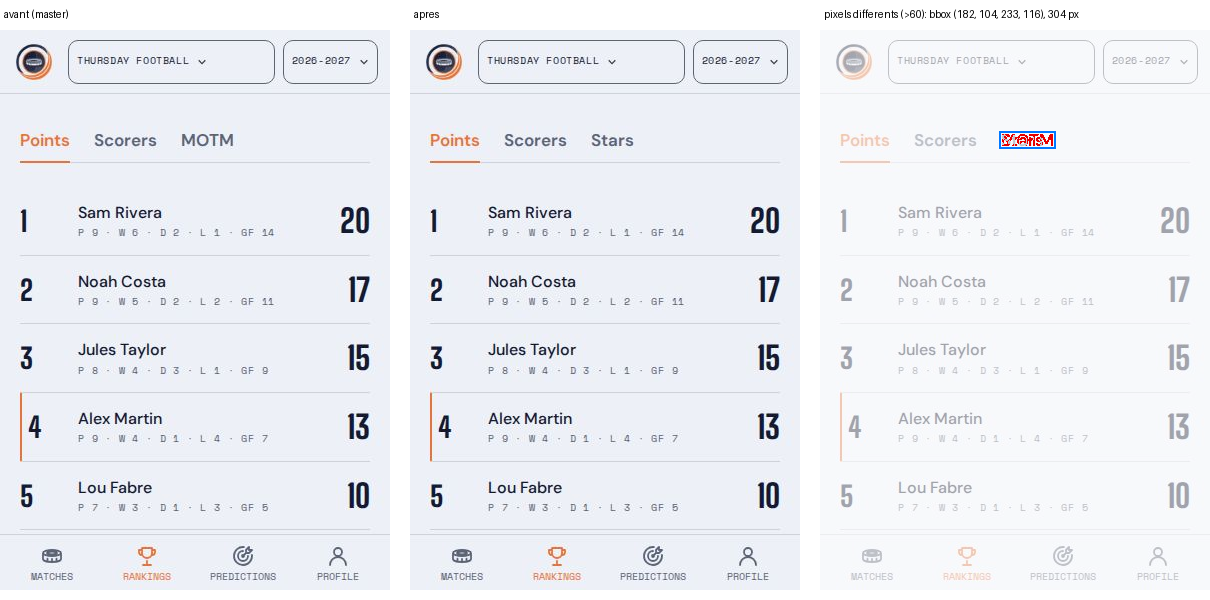 avant (master)
THURSDAY FOOTBALL
2026-2027
Points Scorers MOTM
1 Sam Rivera 20
P 9 · W 6 · D 2 · L 1 · GF 14
2 Noah Costa 17
P 9 · W 5 · D 2 · L 2 · GF 11
3 Jules Taylor 15
P 8 · W 4 · D 3 · L 1 · GF 9
4 Alex Martin 13
P 9 · W 4 · D 1 · L 4 · GF 7
5 Lou Fabre 10
P 7 · W 3 · D 1 · L 3 · GF 5
MATCHES RANKINGS PREDICTIONS PROFILE
apres
THURSDAY FOOTBALL
2026-2027
Points Scorers Stars
1 Sam Rivera 20
P 9 · W 6 · D 2 · L 1 · GF 14
2 Noah Costa 17
P 9 · W 5 · D 2 · L 2 · GF 11
3 Jules Taylor 15
P 8 · W 4 · D 3 · L 1 · GF 9
4 Alex Martin 13
P 9 · W 4 · D 1 · L 4 · GF 7
5 Lou Fabre 10
P 7 · W 3 · D 1 · L 3 · GF 5
MATCHES RANKINGS PREDICTIONS PROFILE
pixels differents (>60): bbox (182, 104, 233, 116), 304 px
THURSDAY FOOTBALL
2026-2027
Points Scorers
1 Sam Rivera 20
P 9 · W 6 · D 2 · L 1 · GF 14
2 Noah Costa 17
P 9 · W 5 · D 2 · L 2 · GF 11
3 Jules Taylor 15
P 8 · W 4 · D 3 · L 1 · GF 9
4 Alex Martin 13
P 9 · W 4 · D 1 · L 4 · GF 7
5 Lou Fabre 10
P 7 · W 3 · D 1 · L 3 · GF 5
MATCHES RANKINGS PREDICTIONS PROFILE